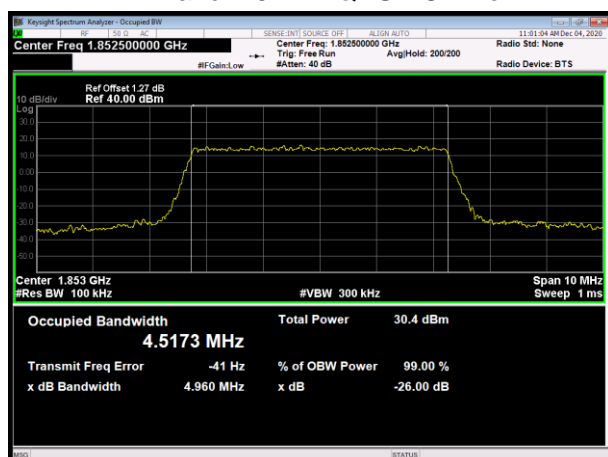 Keysight Spectrum Analyzer - Occupied BW
RF 50 Ω AC SENSE:INT SOURCE OFF ALIGN AUTO 11:01:04 AM Dec 04, 2020
Center Freq 1.852500000 GHz
Center Freq: 1.852500000 GHz
Radio Std: None
Trig: Free Run Avg|Hold: 200/200
#IFGain:Low
#Atten: 40 dB
Radio Device: BTS
Ref Offset 1.27 dB
10 dB/div Ref 40.00 dBm
Log
30.0
20.0
10.0
0.00
-10.0
-20.0
-30.0
-40.0
-50.0
Center 1.853 GHz Span 10 MHz
#Res BW 100 kHz #VBW 300 kHz Sweep 1 ms
Occupied Bandwidth Total Power 30.4 dBm
4.5173 MHz
Transmit Freq Error -41 Hz % of OBW Power 99.00 %
x dB Bandwidth 4.960 MHz x dB -26.00 dB
MSG STATUS